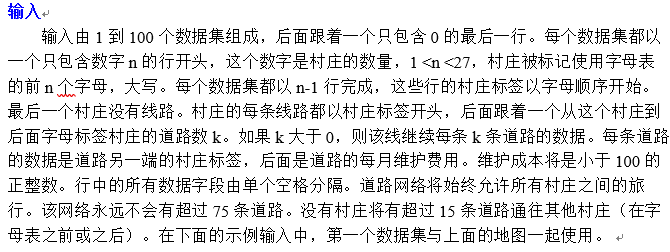 输入
输入由 1 到 100 个数据集组成，后面跟着一个只包含 0 的最后一行。每个数据集都以
一个只包含数字 n 的行开头，这个数字是村庄的数量，1 <n <27，村庄被标记使用字母表
的前 n 个字母，大写。每个数据集都以 n-1 行完成，这些行的村庄标签以字母顺序开始。
最后一个村庄没有线路。村庄的每条线路都以村庄标签开头，后面跟着一个从这个村庄到
后面字母标签村庄的道路数 k。如果 k 大于 0，则该线继续每条 k 条道路的数据。每条道路
的数据是道路另一端的村庄标签，后面是道路的每月维护费用。维护成本将是小于 100 的
正整数。行中的所有数据字段由单个空格分隔。道路网络将始终允许所有村庄之间的旅
行。该网络永远不会有超过 75 条道路。没有村庄将有超过 15 条道路通往其他村庄（在字
母表之前或之后）。在下面的示例输入中，第一个数据集与上面的地图一起使用。